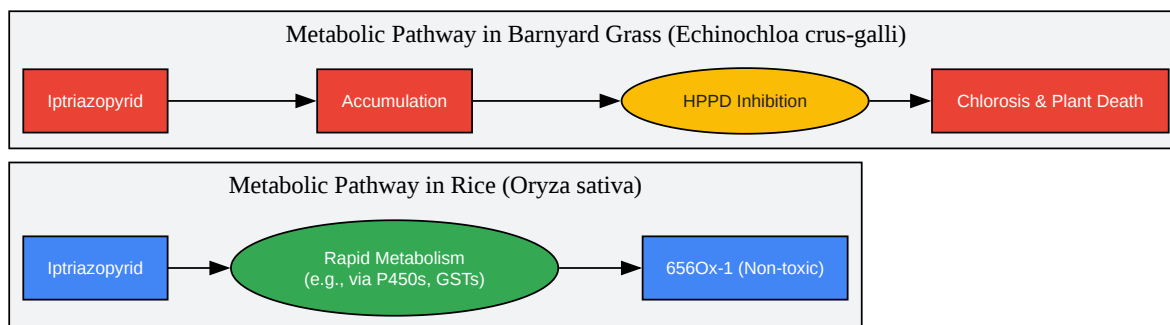 Metabolic Pathway in Barnyard Grass (Echinochloa crus-galli)
Iptriazopyrid
Accumulation
HPPD Inhibition
Chlorosis & Plant Death
Metabolic Pathway in Rice (Oryza sativa)
Iptriazopyrid
Rapid Metabolism
(e.g., via P450s, GSTs)
656Ox-1 (Non-toxic)